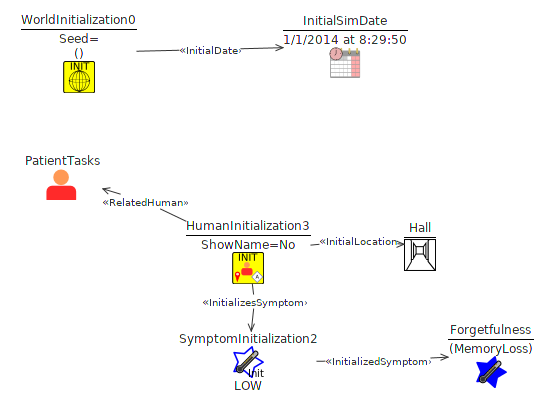 WorldInitialization0
Seed=
()
INIT
«InitialDate»
InitialSimDate
1/1/2014 at 8:29:50
PatientTasks
«RelatedHuman»
HumanInitialization3
ShowName=No
INIT
A
«InitialLocation»
Hall
«InitializesSymptom»
SymptomInitialization2
Init
LOW
«InitializedSymptom»
Forgetfulness
(MemoryLoss)